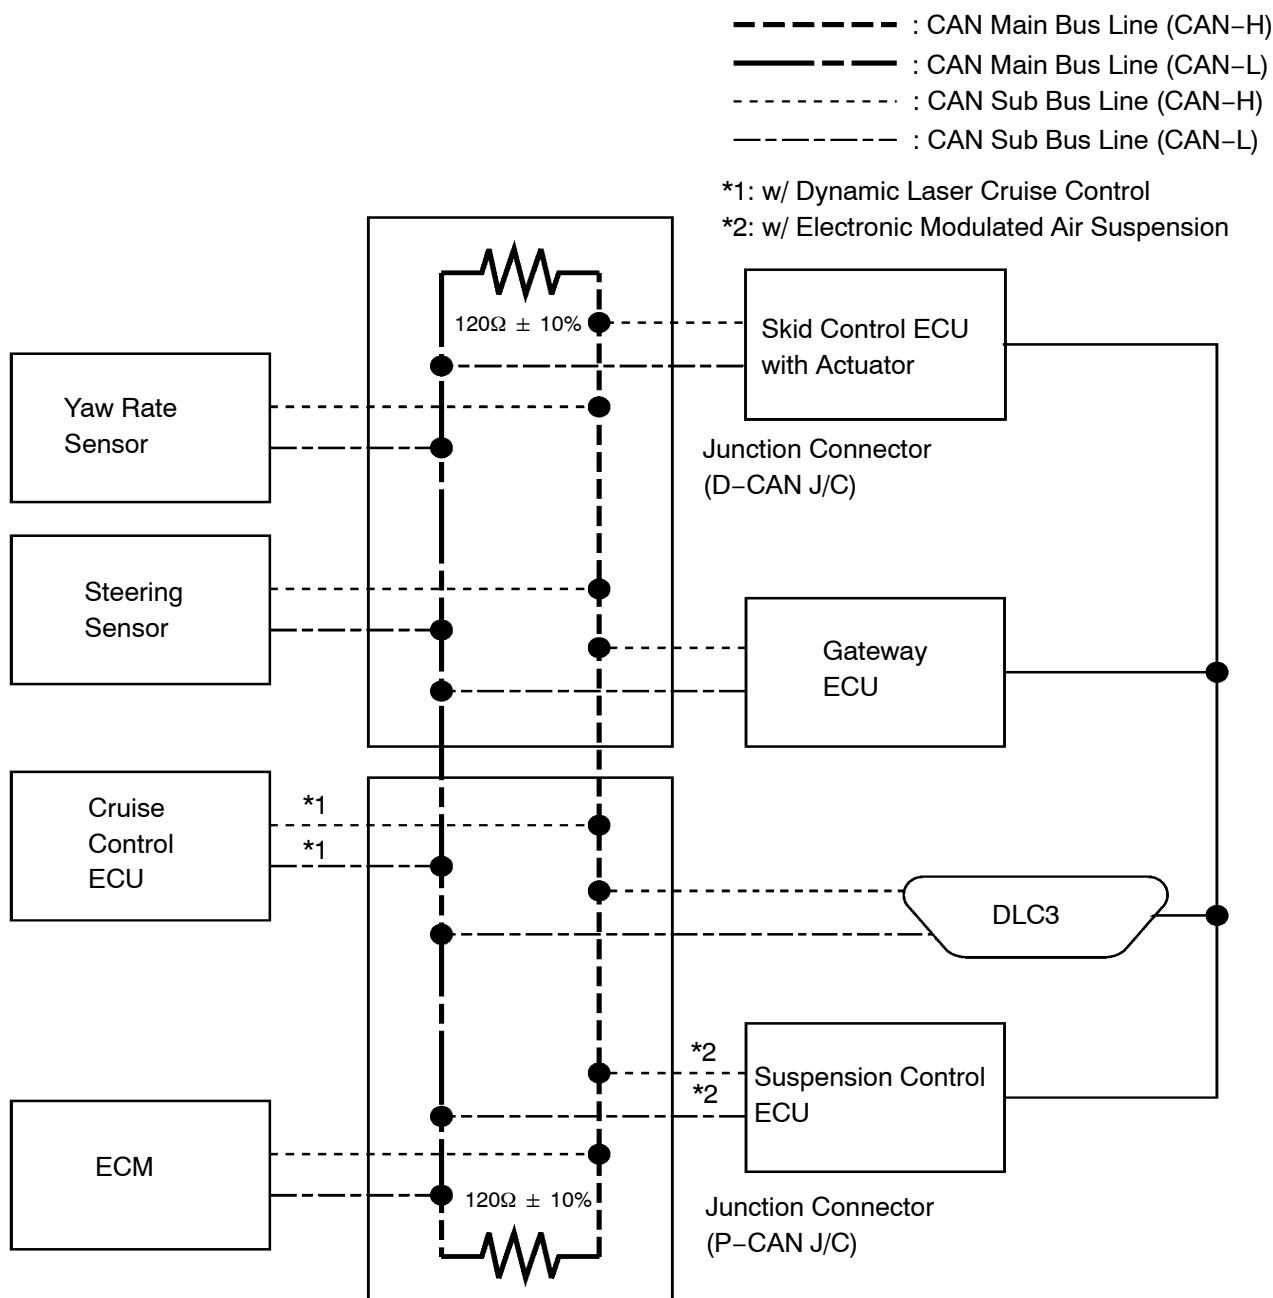 : CAN Main Bus Line (CAN−H)
: CAN Main Bus Line (CAN−L)
: CAN Sub Bus Line (CAN−H)
: CAN Sub Bus Line (CAN−L)
*1: w/ Dynamic Laser Cruise Control
*2: w/ Electronic Modulated Air Suspension
120Ω ± 10%
Skid Control ECU
with Actuator
Yaw Rate
Sensor
Junction Connector
(D−CAN J/C)
Steering
Sensor
Gateway
ECU
Cruise
Control
ECU
*1
*1
DLC3
*2
*2
Suspension Control
ECU
ECM
120Ω ± 10%
Junction Connector
(P−CAN J/C)